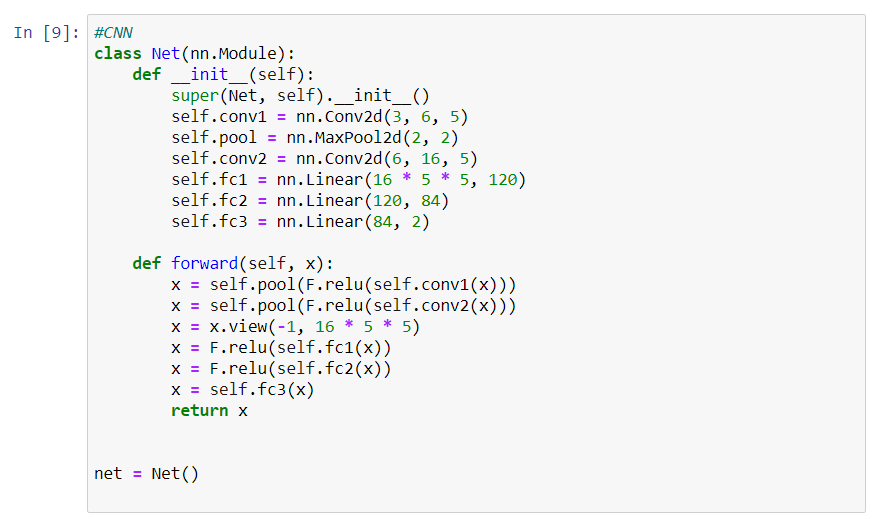 In [9]: #CNN
class Net(nn.Module):
    def __init__(self):
        super(Net, self).__init__()
        self.conv1 = nn.Conv2d(3, 6, 5)
        self.pool = nn.MaxPool2d(2, 2)
        self.conv2 = nn.Conv2d(6, 16, 5)
        self.fc1 = nn.Linear(16 * 5 * 5, 120)
        self.fc2 = nn.Linear(120, 84)
        self.fc3 = nn.Linear(84, 2)

    def forward(self, x):
        x = self.pool(F.relu(self.conv1(x)))
        x = self.pool(F.relu(self.conv2(x)))
        x = x.view(-1, 16 * 5 * 5)
        x = F.relu(self.fc1(x))
        x = F.relu(self.fc2(x))
        x = self.fc3(x)
        return x


net = Net()